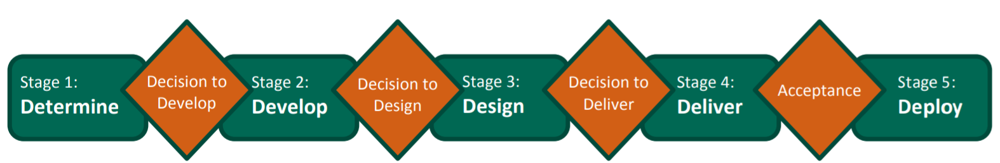 Stage 1:
Determine
Decision to
Develop
Stage 2:
Develop
Decision to
Design
Stage 3:
Design
Decision to
Deliver
Stage 4:
Deliver
Acceptance
Stage 5:
Deploy